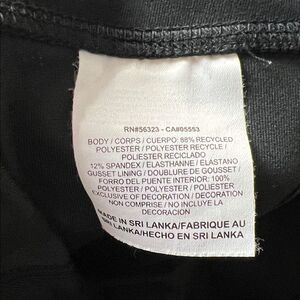 RN#56323 - CA#05553
BODY / CORPS / CUERPO: 88% RECYCLED
POLYESTER / POLYESTER RECYCLE /
POLIESTER RECICLADO
12% SPANDEX / ELASTHANNE / ELASTANO
GUSSET LINING / DOUBLURE DE GOUSSET /
FORRO DEL PUENTE INTERIOR: 100%
POLYESTER / POLYESTER / POLIESTER
EXCLUSIVE OF DECORATION / DECORATION
NON COMPRISE / NO INCLUYE LA
DECORACION
MADE IN SRI LANKA/FABRIQUE AU
SRI LANKA/HECHO EN SRI LANKA